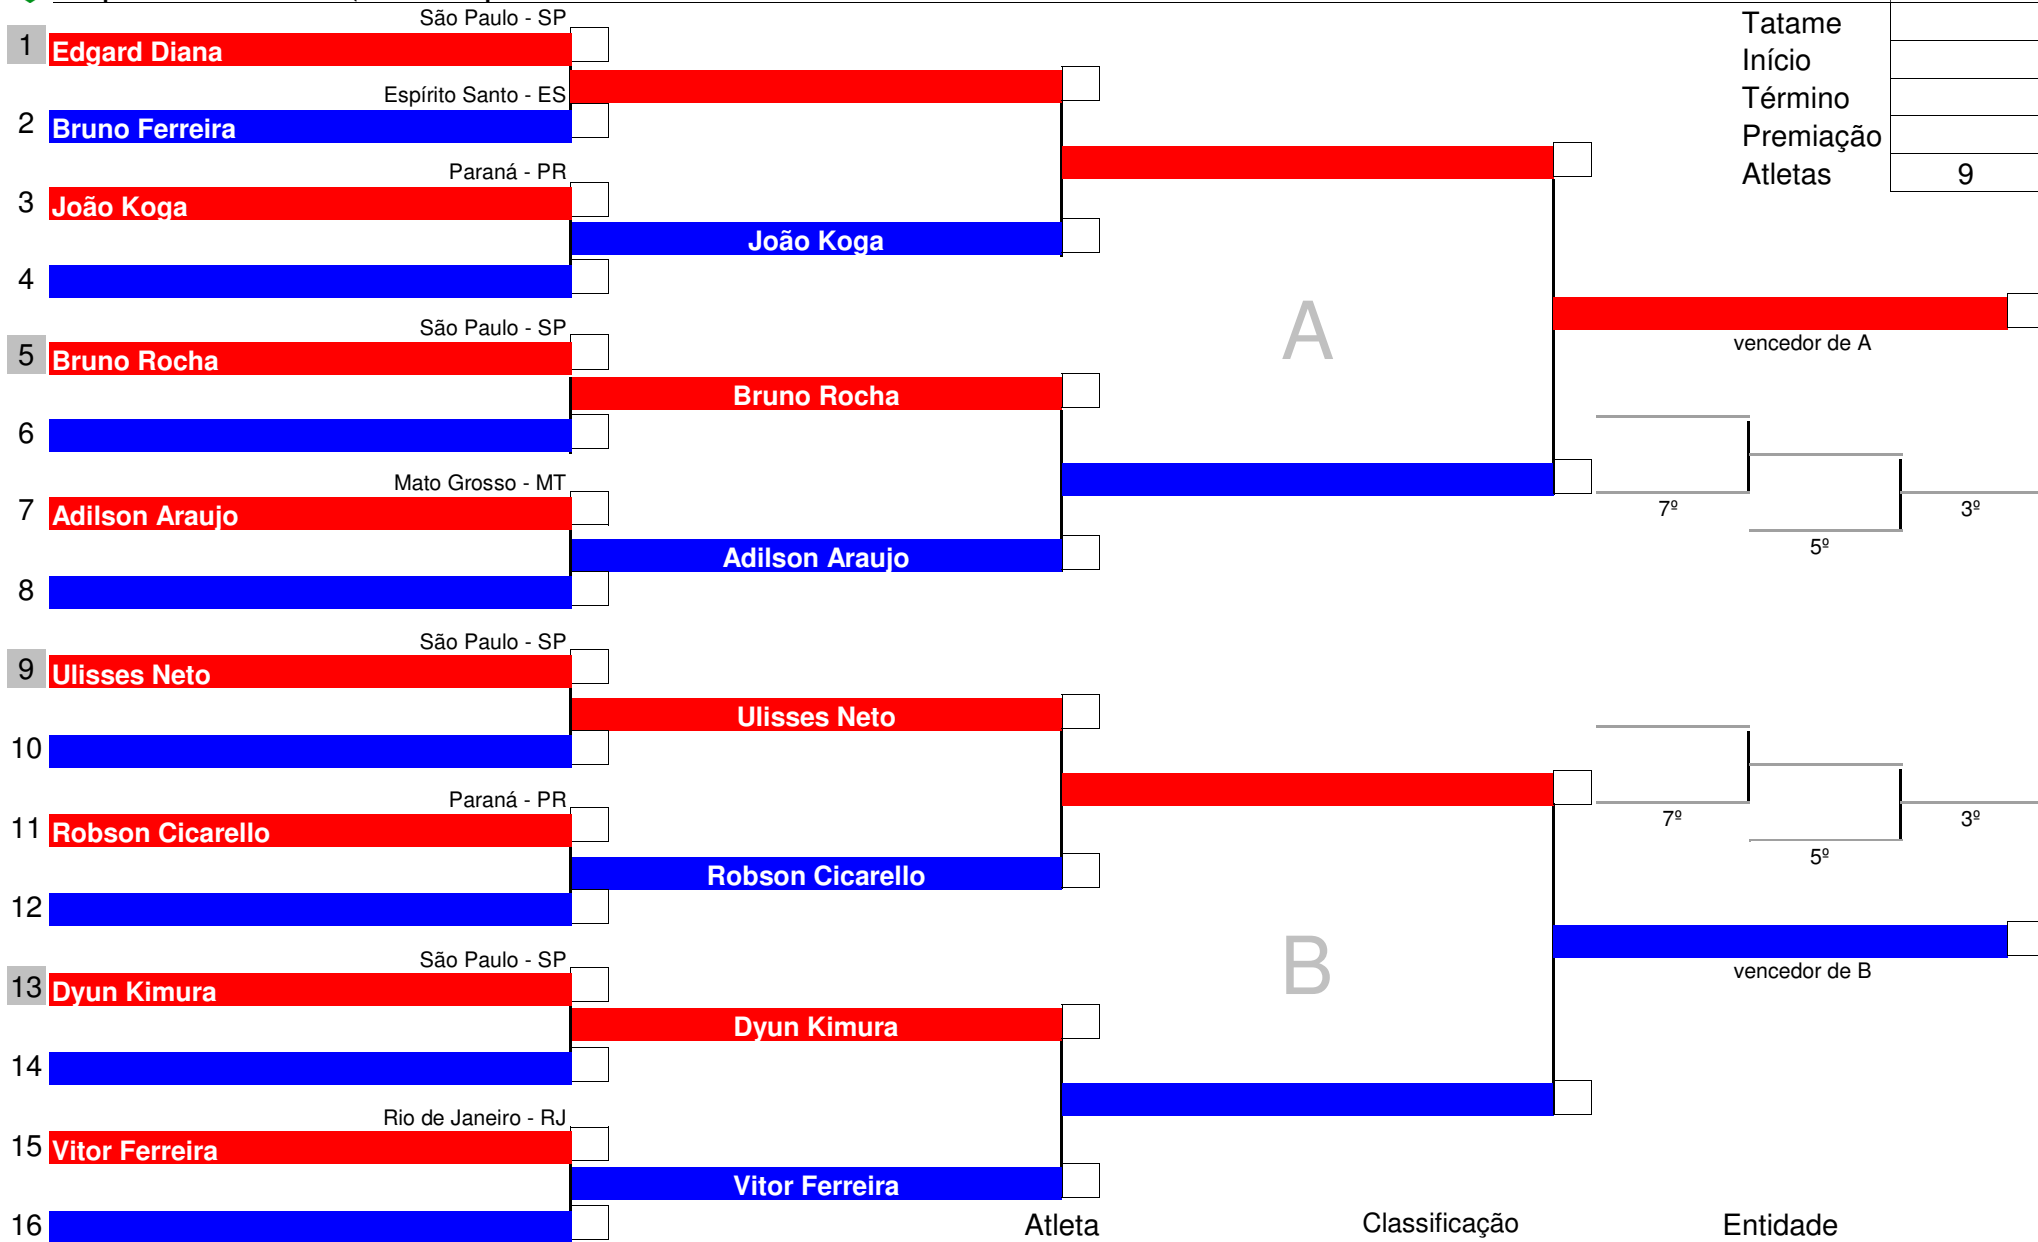 São Paulo - SP
1 Edgard Diana
Espírito Santo - ES
2 Bruno Ferreira
Paraná - PR
3 João Koga
João Koga
4
São Paulo - SP
5 Bruno Rocha
Bruno Rocha
6
Mato Grosso - MT
7 Adilson Araujo
Adilson Araujo
8
São Paulo - SP
9 Ulisses Neto
Ulisses Neto
10
Paraná - PR
11 Robson Cicarello
Robson Cicarello
12
São Paulo - SP
13 Dyun Kimura
Dyun Kimura
14
Rio de Janeiro - RJ
15 Vitor Ferreira
Vitor Ferreira
16
A
B
Tatame
Início
Término
Premiação
Atletas 9
vencedor de A
7º 3º
5º
7º 3º
5º
vencedor de B
Atleta Classificação Entidade